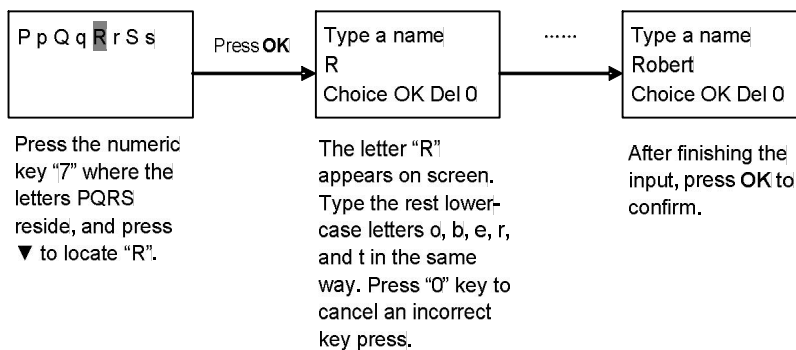 P p Q q R r S s
Press OK
Type a name
R
Choice OK Del 0
......
Type a name
Robert
Choice OK Del 0
Press the numeric
key “7” where the
letters PQRS
reside, and press
▼ to locate “R”.
The letter “R”
appears on screen.
Type the rest lower-
case letters o, b, e, r,
and t in the same
way. Press “0” key to
cancel an incorrect
key press.
After finishing the
input, press OK to
confirm.